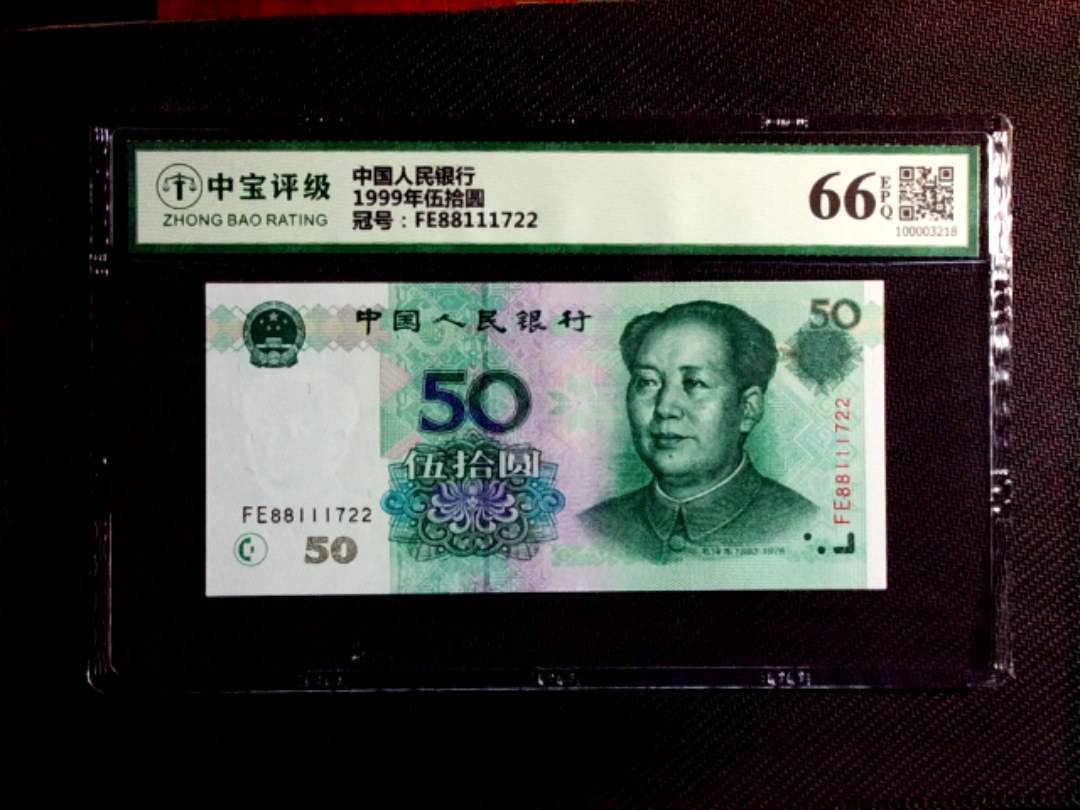 中宝评级
ZHONG BAO RATING
中国人民银行
1999年伍拾圆
冠号：FE88111722
66
EPQ
100003218
中国人民银行
50
50
伍拾圆
FE88111722
50
FE88111722